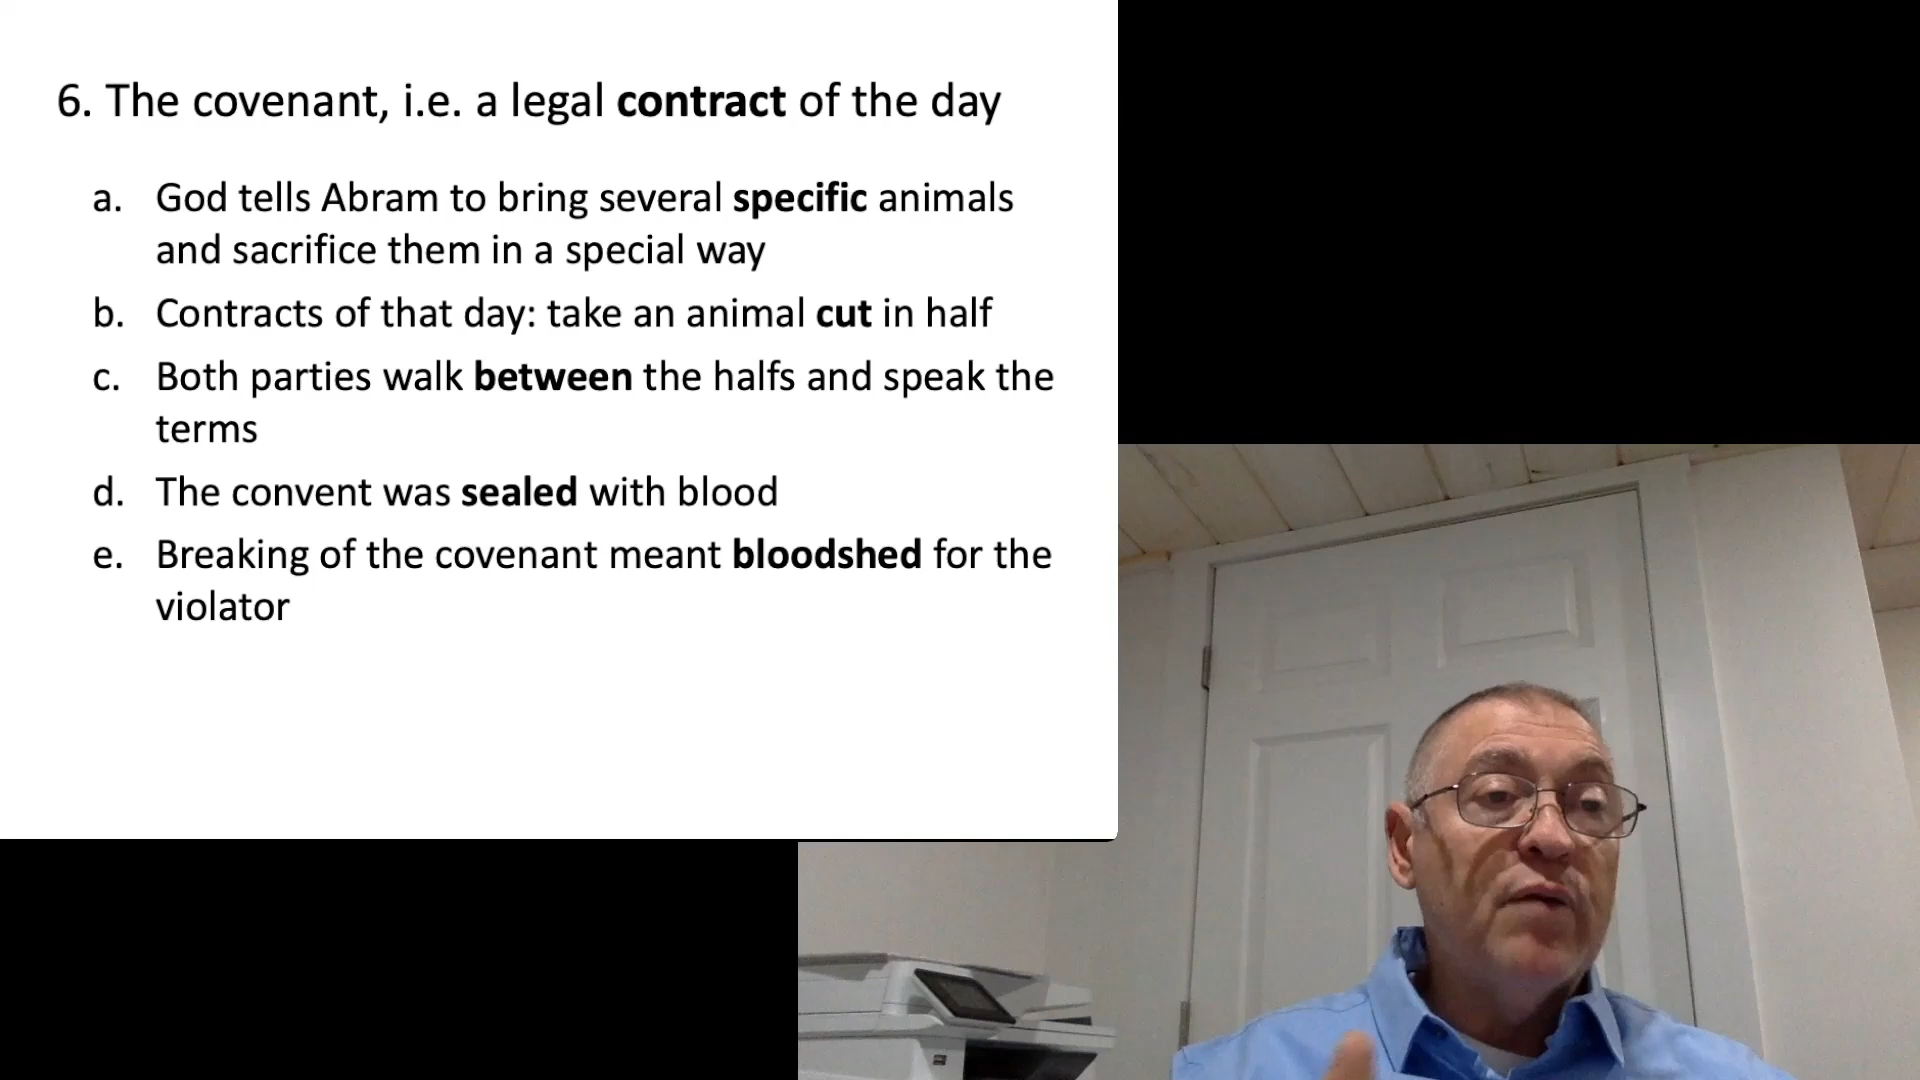 6. The covenant, i.e. a legal contract of the day
a. God tells Abram to bring several specific animals
and sacrifice them in a special way
b. Contracts of that day: take an animal cut in half
c. Both parties walk between the halfs and speak the
terms
d. The convent was sealed with blood
e. Breaking of the covenant meant bloodshed for the
violator